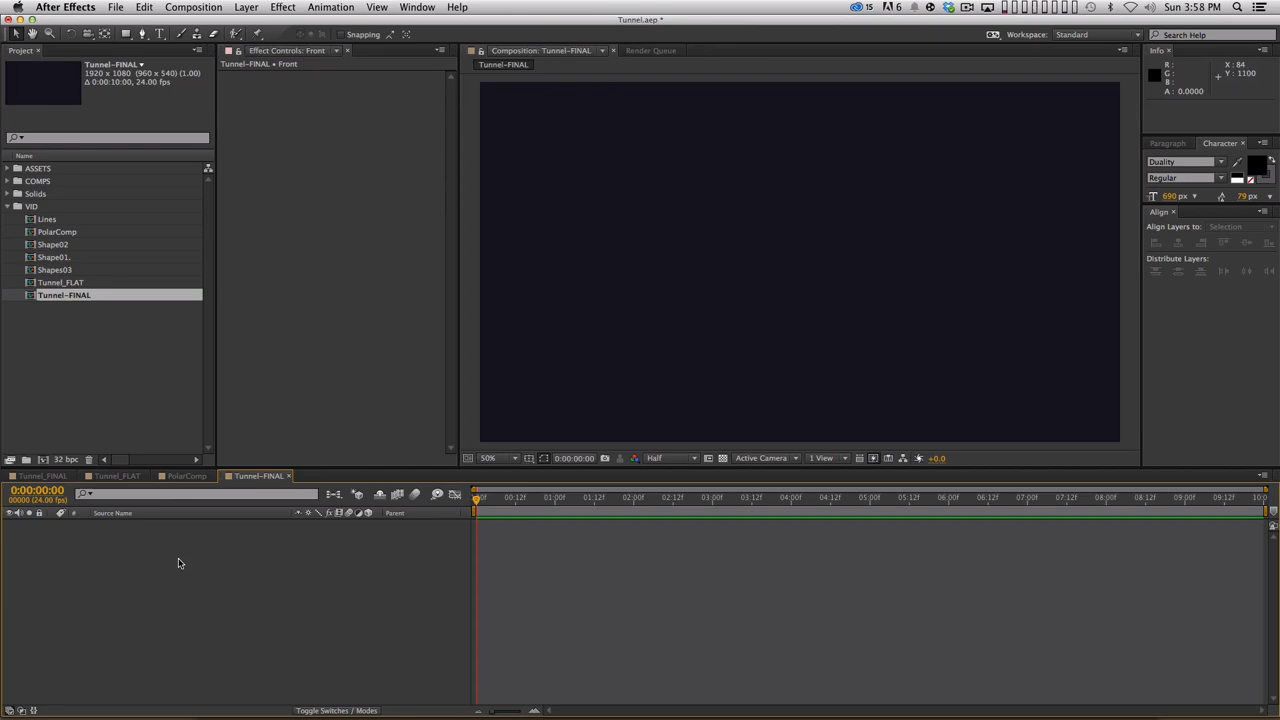 After Effects File Edit Composition Layer Effect Animation View Window Help 15 A 6 Sun 3:58 PM
Tunnel.aep *
Snapping Workspace: Standard Search Help
Project × Effect Controls: Front Composition: Tunnel-FINAL Render Queue Info ×
Tunnel-FINAL • Front
Tunnel-FINAL
Tunnel-FINAL▾
1920 x 1080 (960 x 540) (1.00)
Δ 0:00:10:00, 24.00 fps
R : X : 84
G : Y : 1100
B :
A : 0.0000
Paragraph Character ×
Duality
Regular
690 px 79 px
Align ×
Align Layers to: Selection
Distribute Layers:
Name
ASSETS
COMPS
Solids
VID
Lines
PolarComp
Shape02
Shape01.
Shapes03
Tunnel_FLAT
Tunnel-FINAL
32 bpc
50% 0:00:00:00 Half Active Camera 1 View +0.0
Tunnel_FINAL Tunnel_FLAT PolarComp Tunnel-FINAL ×
0:00:00:00
00000 (24.00 fps)
00f 00:12f 01:00f 01:12f 02:00f 02:12f 03:00f 03:12f 04:00f 04:12f 05:00f 05:12f 06:00f 06:12f 07:00f 07:12f 08:00f 08:12f 09:00f 09:12f 10:0
# Source Name Parent
Toggle Switches / Modes